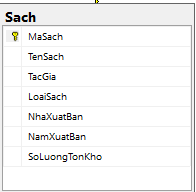 Sach
MaSach
TenSach
TacGia
LoaiSach
NhaXuatBan
NamXuatBan
SoLuongTonKho